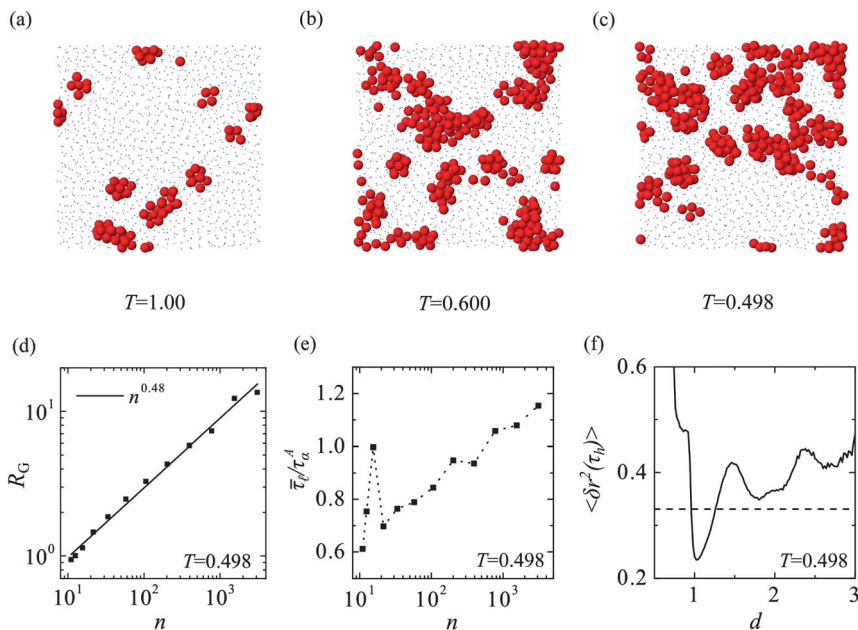 (a)
(b)
(c)
T=1.00
T=0.600
T=0.498
(d)
(e)
(f)
n^0.48
10^1
10^0
R_G
T=0.498
10^1
10^2
10^3
n
1.2
1.0
0.8
0.6
τ̄_ℓ/τ_α^A
T=0.498
10^1
10^2
10^3
n
0.6
0.4
0.2
<δr^2(τ_h)>
T=0.498
1
2
3
d